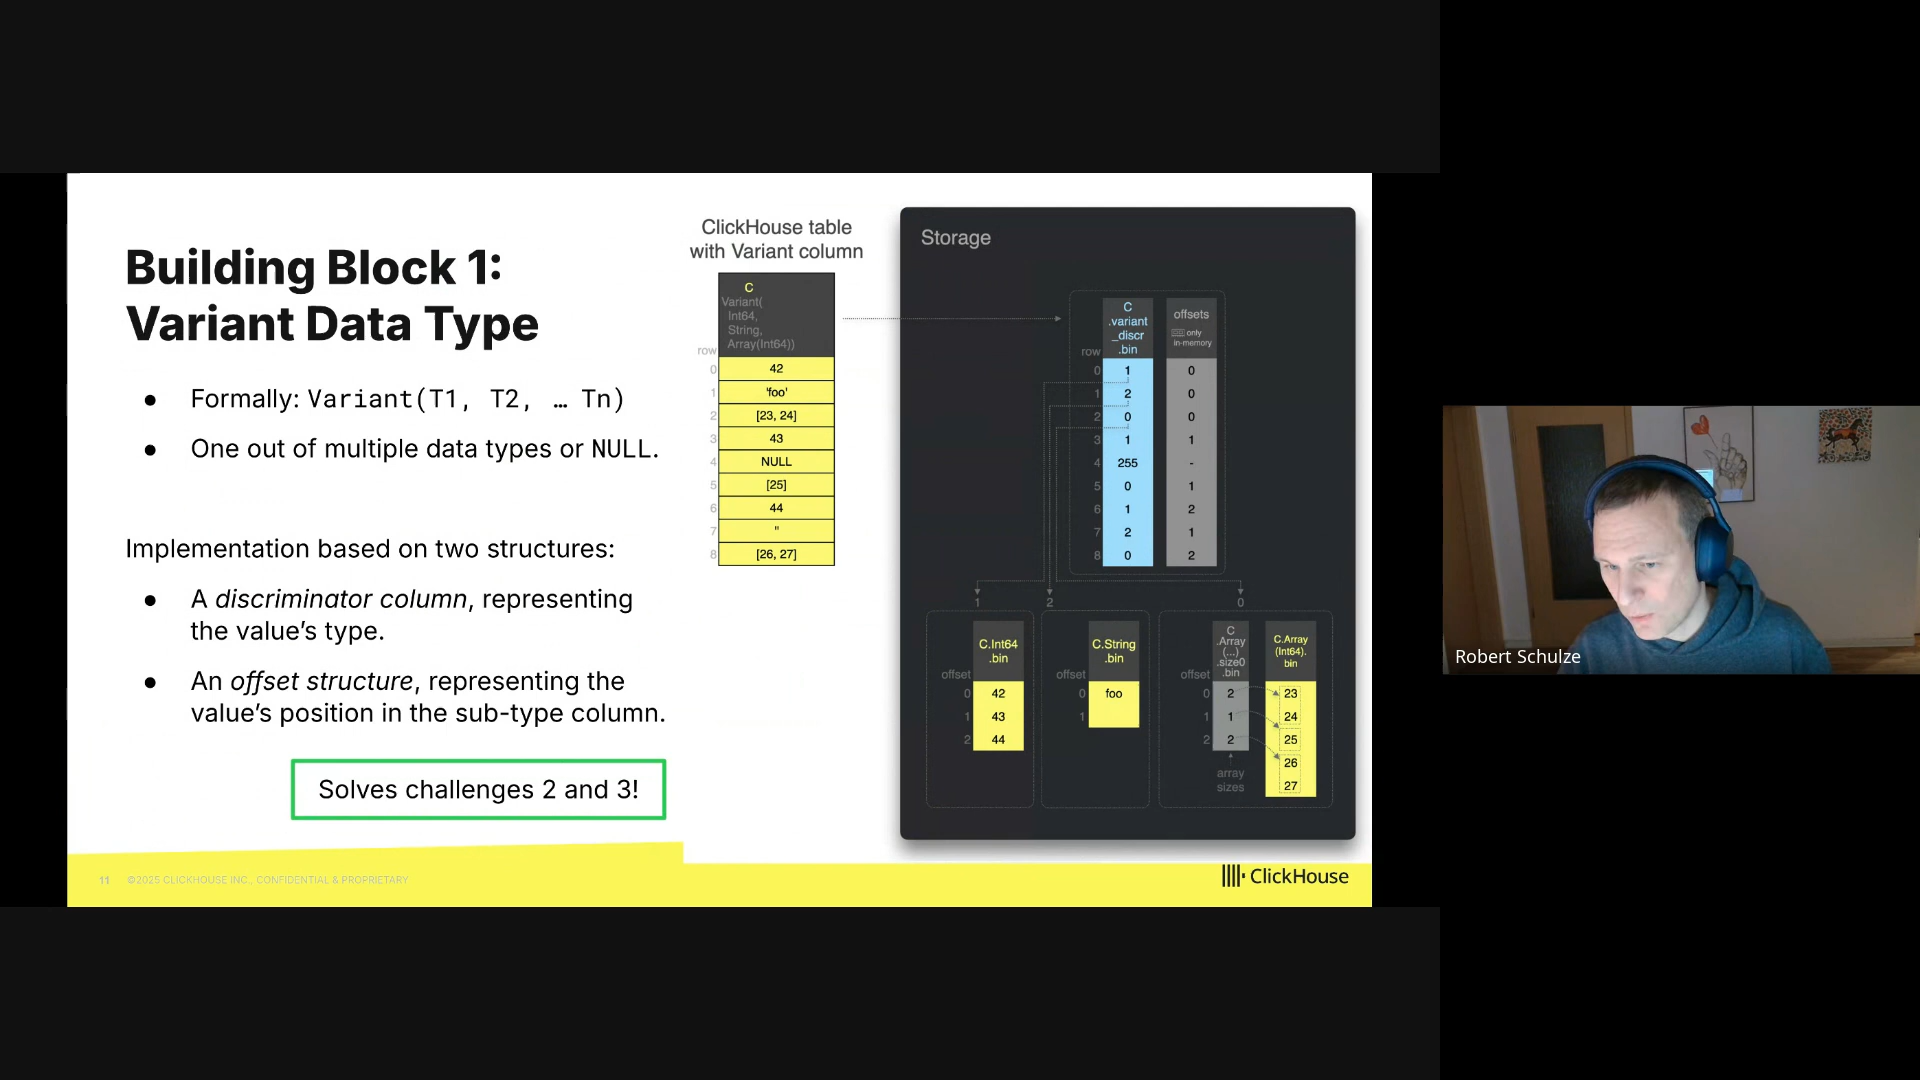 Building Block 1:
Variant Data Type
● Formally: Variant(T1, T2, … Tn)
● One out of multiple data types or NULL.
Implementation based on two structures:
● A discriminator column, representing
the value's type.
● An offset structure, representing the
value's position in the sub-type column.
Solves challenges 2 and 3!
ClickHouse table
with Variant column
C
Variant(
Int64,
String,
Array(Int64))
row
0 42
1 'foo'
2 [23, 24]
3 43
4 NULL
5 [25]
6 44
7 ''
8 [26, 27]
Storage
C
.variant
_discr
.bin
offsets
only
in-memory
row
0 1 0
1 2 0
2 0 0
3 1 1
4 255 -
5 0 1
6 1 2
7 2 1
8 0 2
1 2 0
C.Int64
.bin
offset
0 42
1 43
2 44
C.String
.bin
offset
0 foo
1
C
.Array
(...)
.size0
.bin
C.Array
(Int64).
bin
offset
0 2 23
1 1 24
2 2 25
26
27
array
sizes
11 ©2025 CLICKHOUSE INC., CONFIDENTIAL & PROPRIETARY
ClickHouse
Robert Schulze